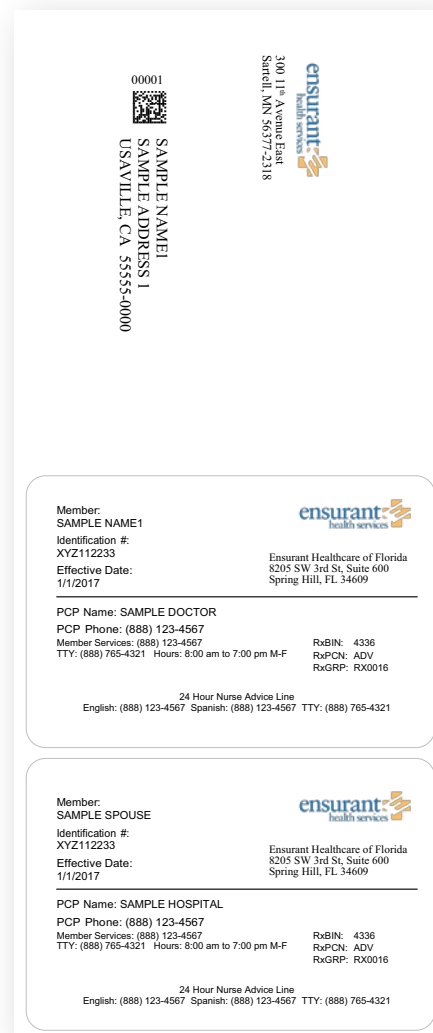 ensurant
health services
300 11th Avenue East
Sartell, MN 56377-2318
00001
SAMPLE NAME1
SAMPLE ADDRESS 1
USAVILLE, CA 55555-0000
Member:
SAMPLE NAME1
Identification #:
XYZ112233
Effective Date:
1/1/2017
ensurant
health services
Ensurant Healthcare of Florida
8205 SW 3rd St, Suite 600
Spring Hill, FL 34609
PCP Name: SAMPLE DOCTOR
PCP Phone: (888) 123-4567
Member Services: (888) 123-4567
TTY: (888) 765-4321 Hours: 8:00 am to 7:00 pm M-F
RxBIN: 4336
RxPCN: ADV
RxGRP: RX0016
24 Hour Nurse Advice Line
English: (888) 123-4567 Spanish: (888) 123-4567 TTY: (888) 765-4321
Member:
SAMPLE SPOUSE
Identification #:
XYZ112233
Effective Date:
1/1/2017
ensurant
health services
Ensurant Healthcare of Florida
8205 SW 3rd St, Suite 600
Spring Hill, FL 34609
PCP Name: SAMPLE HOSPITAL
PCP Phone: (888) 123-4567
Member Services: (888) 123-4567
TTY: (888) 765-4321 Hours: 8:00 am to 7:00 pm M-F
RxBIN: 4336
RxPCN: ADV
RxGRP: RX0016
24 Hour Nurse Advice Line
English: (888) 123-4567 Spanish: (888) 123-4567 TTY: (888) 765-4321